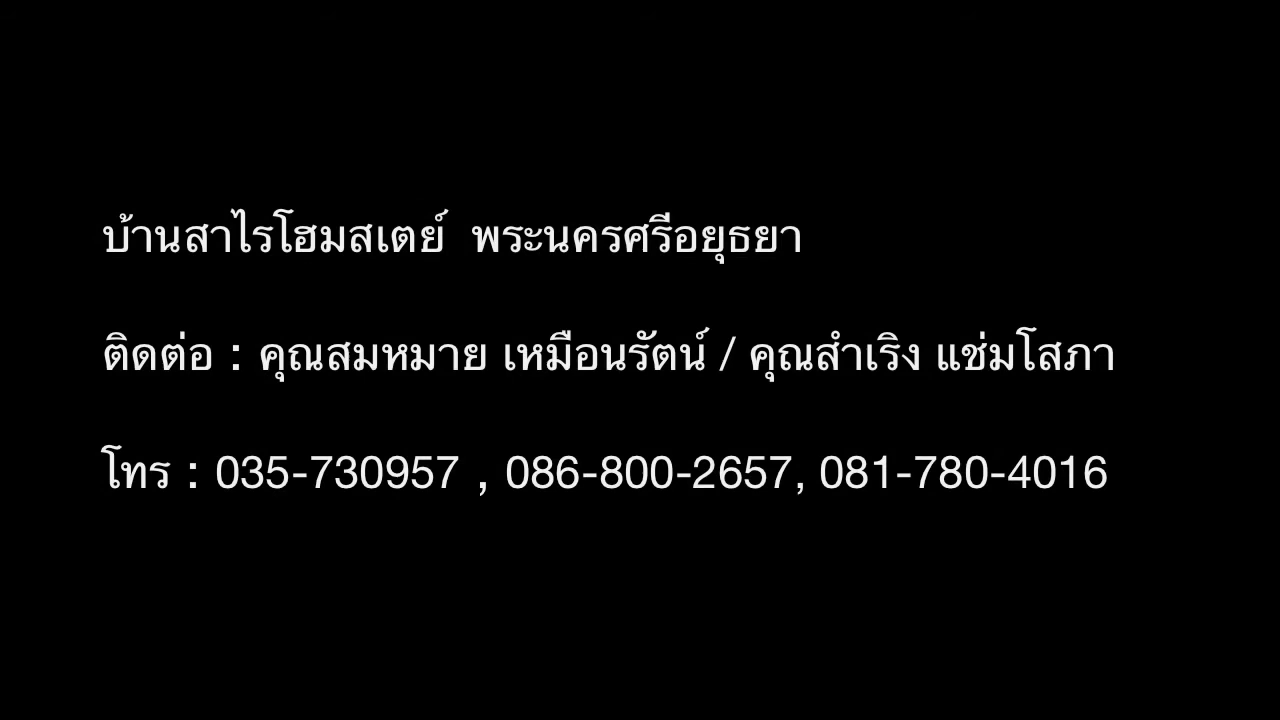 บ้านสาไรโฮมสเตย์  พระนครศรีอยุธยา
ติดต่อ : คุณสมหมาย เหมือนรัตน์ / คุณสำเริง แช่มโสภา
โทร : 035-730957 , 086-800-2657, 081-780-4016